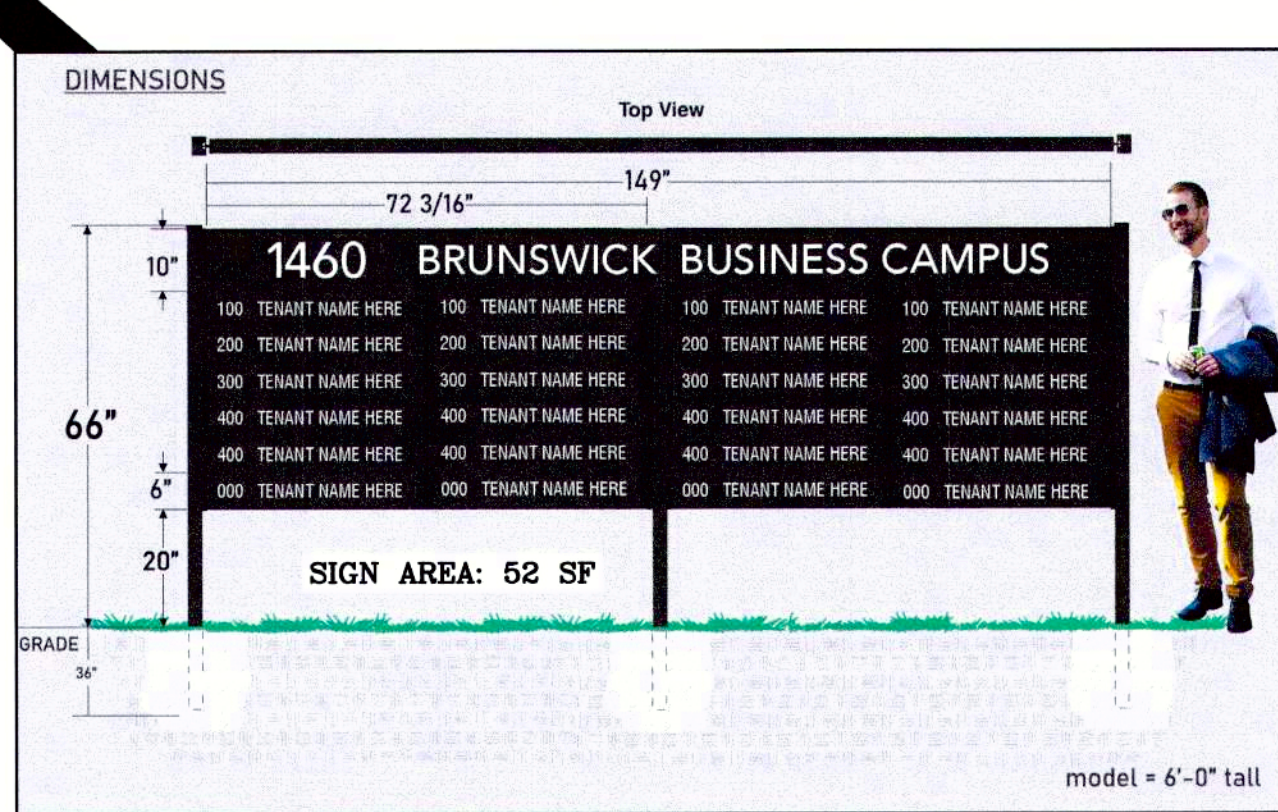 DIMENSIONS
Top View
149"
72 3/16"
10"
1460 BRUNSWICK BUSINESS CAMPUS
100 TENANT NAME HERE 100 TENANT NAME HERE 100 TENANT NAME HERE 100 TENANT NAME HERE
200 TENANT NAME HERE 200 TENANT NAME HERE 200 TENANT NAME HERE 200 TENANT NAME HERE
300 TENANT NAME HERE 300 TENANT NAME HERE 300 TENANT NAME HERE 300 TENANT NAME HERE
66"
400 TENANT NAME HERE 400 TENANT NAME HERE 400 TENANT NAME HERE 400 TENANT NAME HERE
400 TENANT NAME HERE 400 TENANT NAME HERE 400 TENANT NAME HERE 400 TENANT NAME HERE
6"
000 TENANT NAME HERE 000 TENANT NAME HERE 000 TENANT NAME HERE 000 TENANT NAME HERE
20"
SIGN AREA: 52 SF
GRADE
36"
model = 6'-0" tall